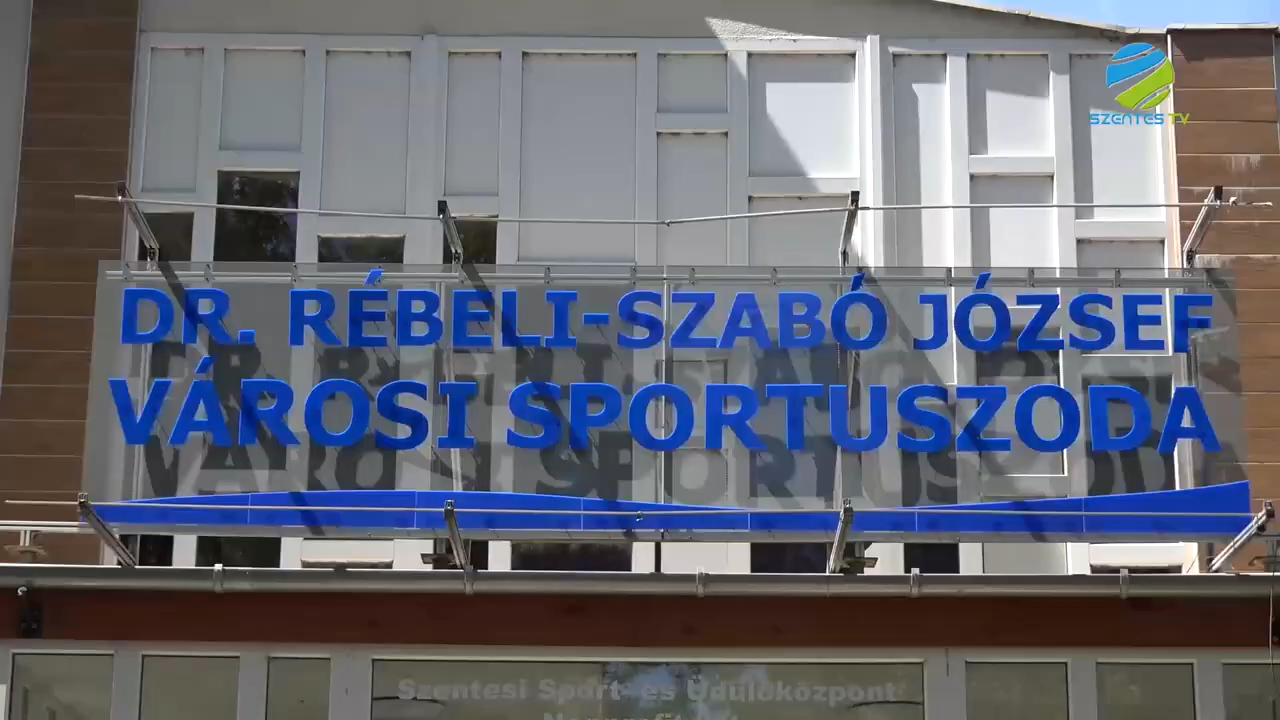 SZENTES TV
DR. RÉBELI-SZABÓ JÓZSEF
VÁROSI SPORTUSZODA
Szentesi Sport- és Üdülőközpont